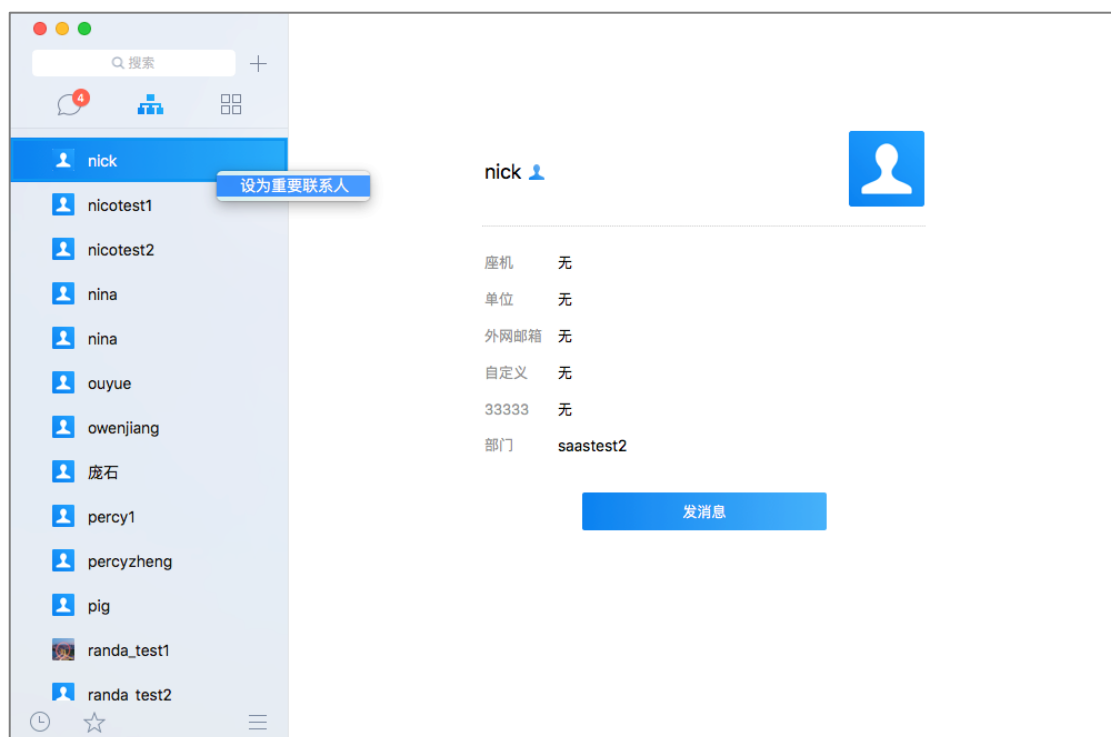 搜索
4
nick
设为重要联系人
nicotest1
nicotest2
nina
nina
ouyue
owenjiang
庞石
percy1
percyzheng
pig
randa_test1
randa test2
nick
座机 无
单位 无
外网邮箱 无
自定义 无
33333 无
部门 saastest2
发消息